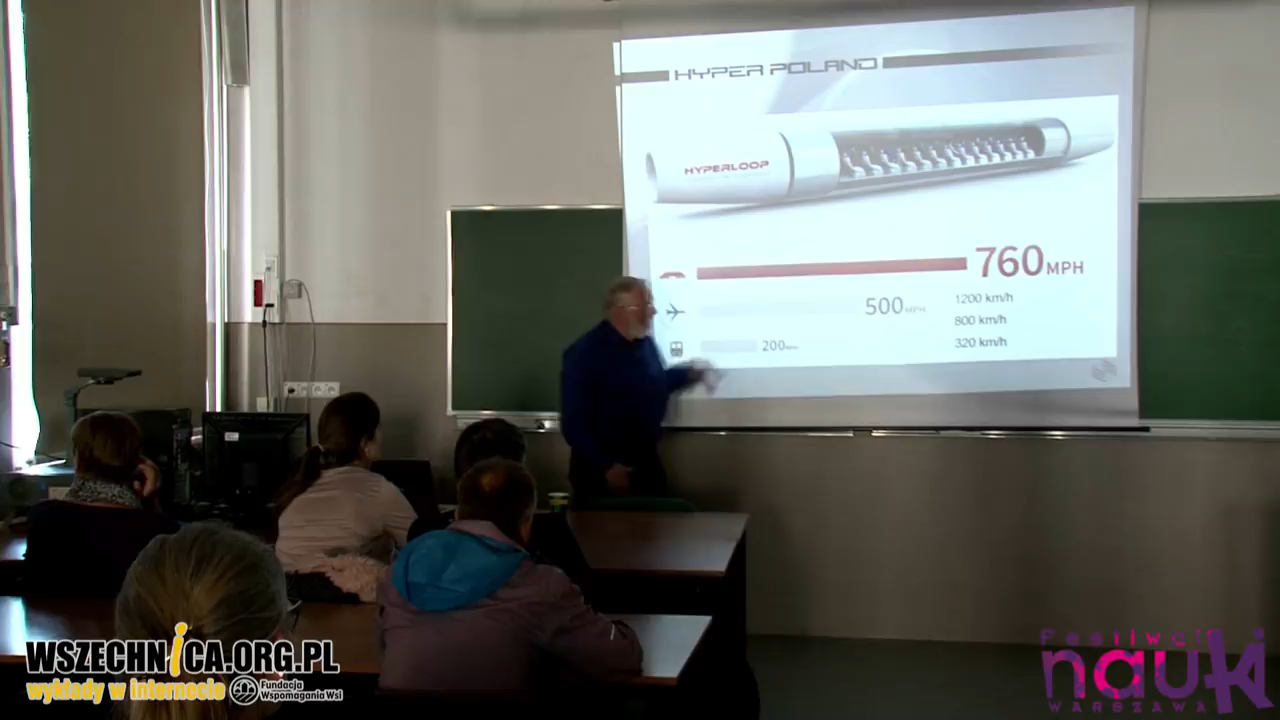 HYPER POLAND
HYPERLOOP
760 MPH
500 MPH
1200 km/h
800 km/h
200 MPH
320 km/h
WSZECHNiCA.ORG.PL
wykłady w internecie
Fundacja
Wspomagania Wsi
Festiwal
nauki
WARSZAWA